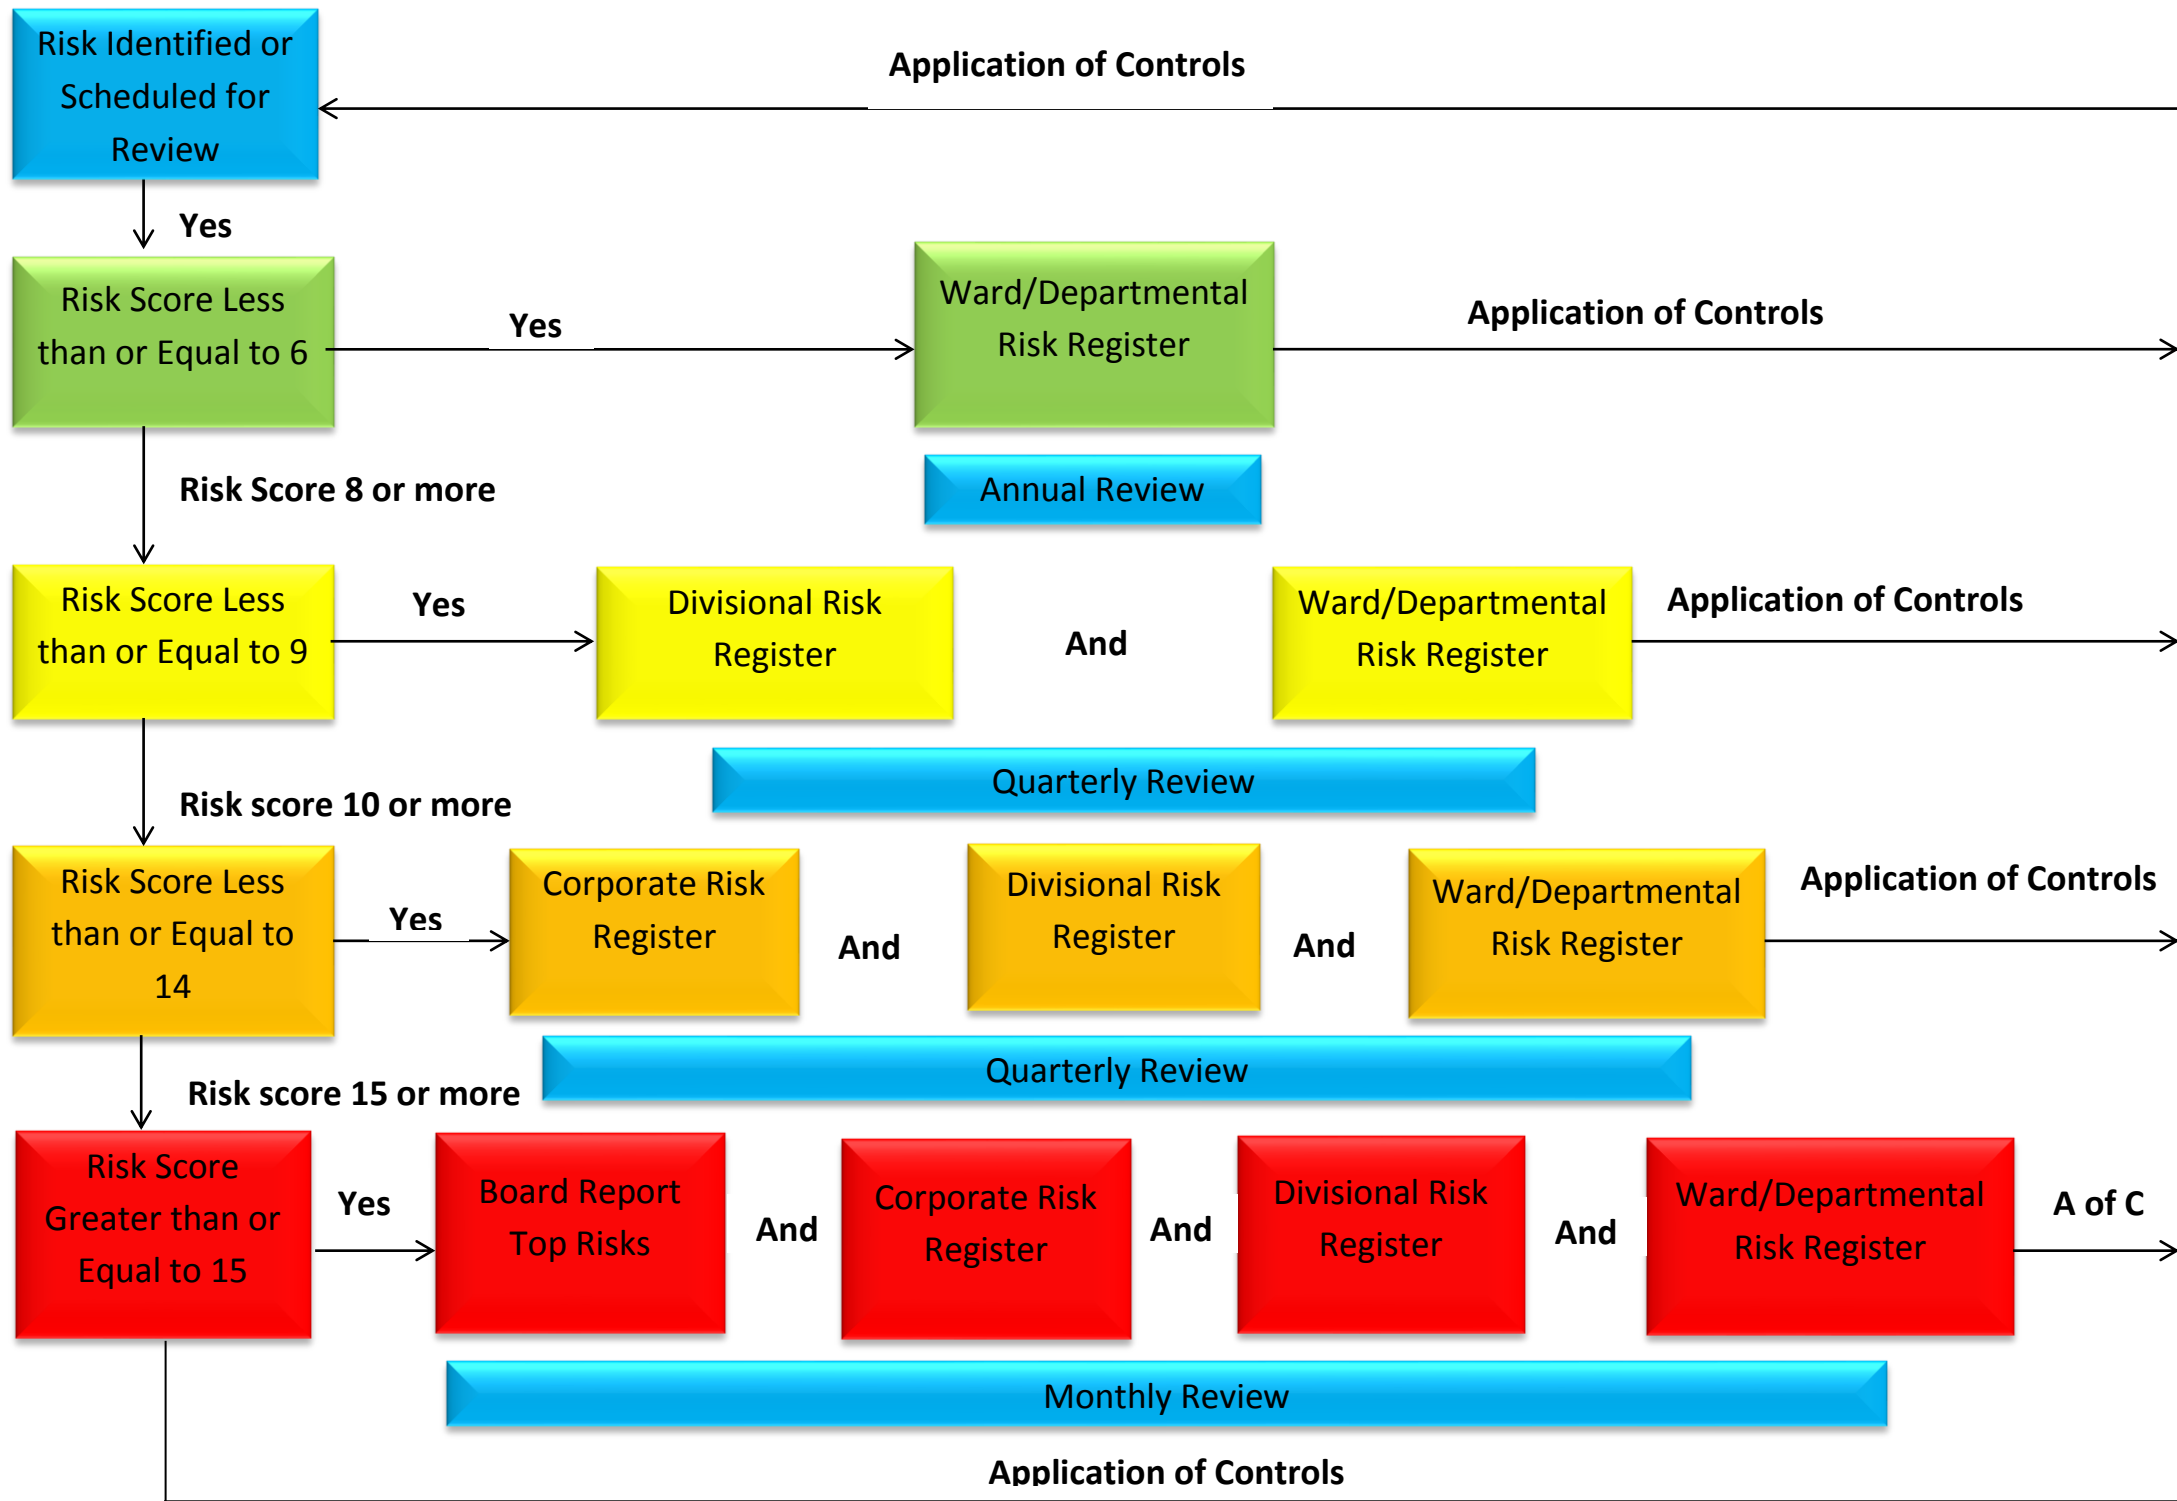 Risk Identified or
Scheduled for
Review
Application of Controls
Yes
Risk Score Less
than or Equal to 6
Yes
Ward/Departmental
Risk Register
Application of Controls
Risk Score 8 or more
Annual Review
Risk Score Less
than or Equal to 9
Yes
Divisional Risk
Register
And
Ward/Departmental
Risk Register
Application of Controls
Quarterly Review
Risk score 10 or more
Risk Score Less
than or Equal to
14
Yes
Corporate Risk
Register
And
Divisional Risk
Register
And
Ward/Departmental
Risk Register
Application of Controls
Quarterly Review
Risk score 15 or more
Risk Score
Greater than or
Equal to 15
Yes
Board Report
Top Risks
And
Corporate Risk
Register
And
Divisional Risk
Register
And
Ward/Departmental
Risk Register
A of C
Monthly Review
Application of Controls